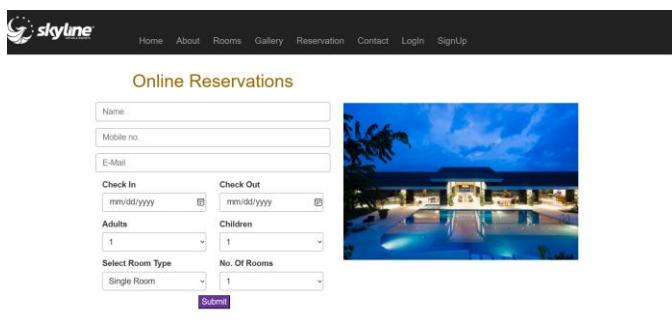 skyline
Home About Rooms Gallery Reservation Contact LogIn SignUp
Online Reservations
Name
Mobile no.
E-Mail
Check In Check Out
mm/dd/yyyy mm/dd/yyyy
Adults Children
1 1
Select Room Type No. Of Rooms
Single Room 1
Submit